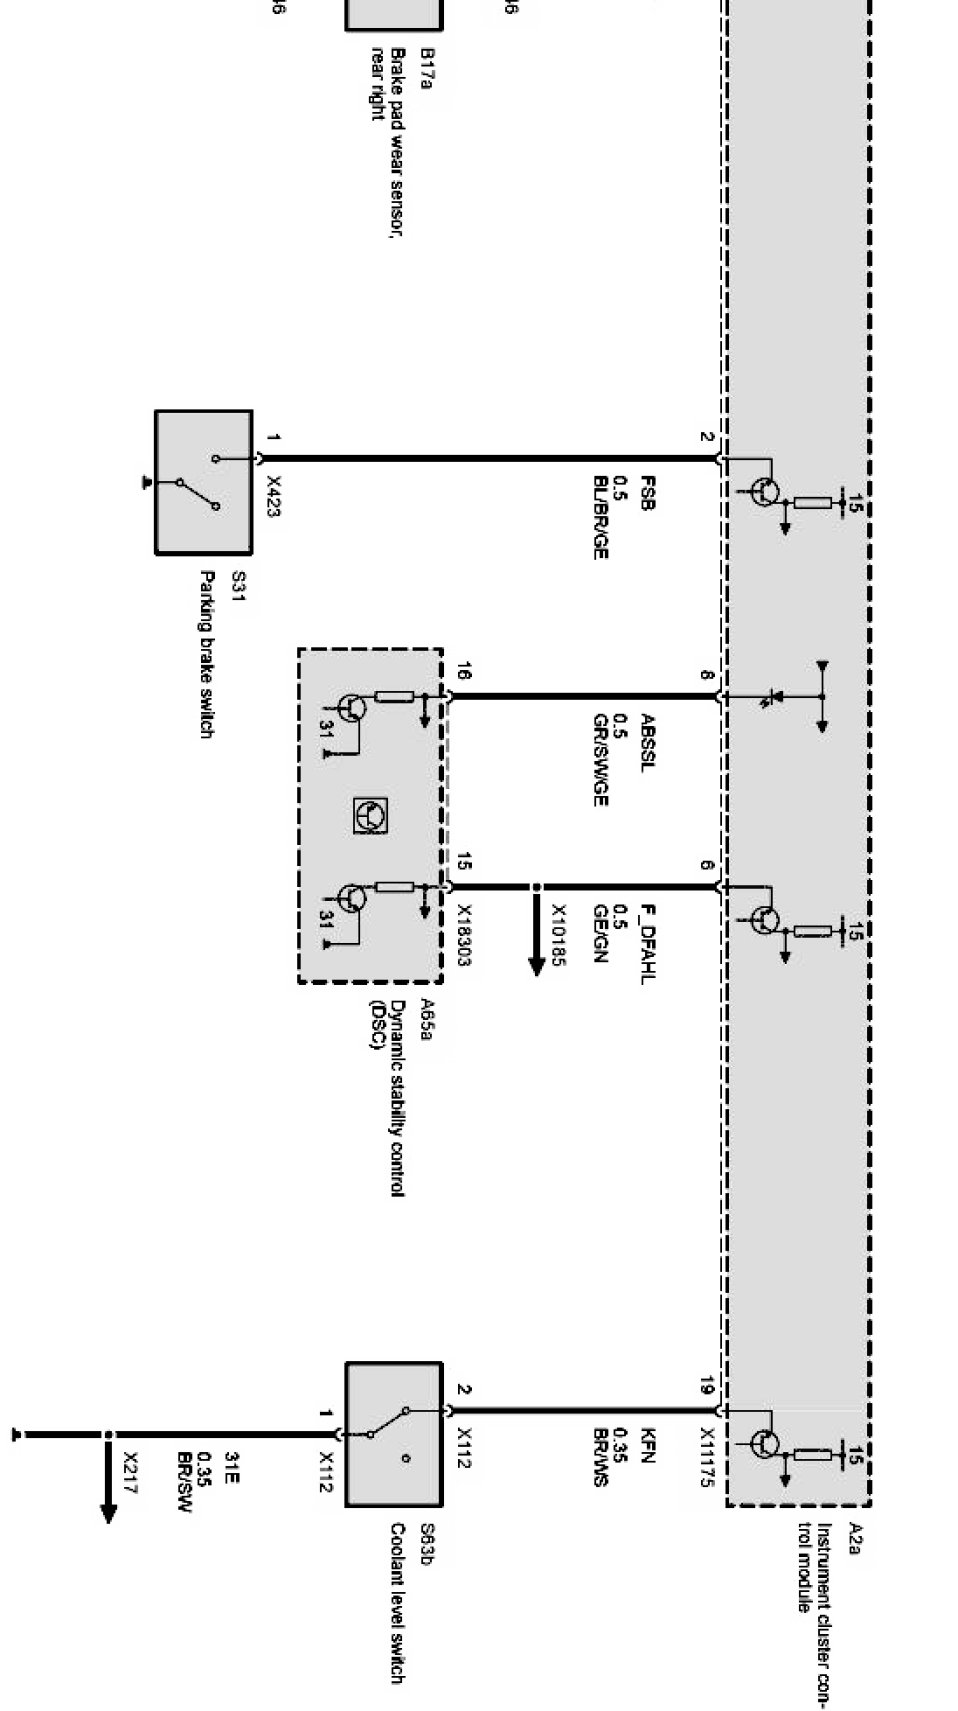 15
15
15
A2a
Instrument cluster con-
trol module
2
8
6
19
X11175
FSB
0.5
BL/BR/GE
ABSSL
0.5
GR/SW/GE
F_DFAHL
0.5
GE/GN
KFN
0.35
BR/WS
X10185
16
15
X18303
2
X112
B17a
Brake pad wear sensor,
rear right
A65a
Dynamic stability control
(DSC)
S63b
Coolant level switch
31
31
1
X112
1
X423
S31
Parking brake switch
31E
0.35
BR/SW
X217